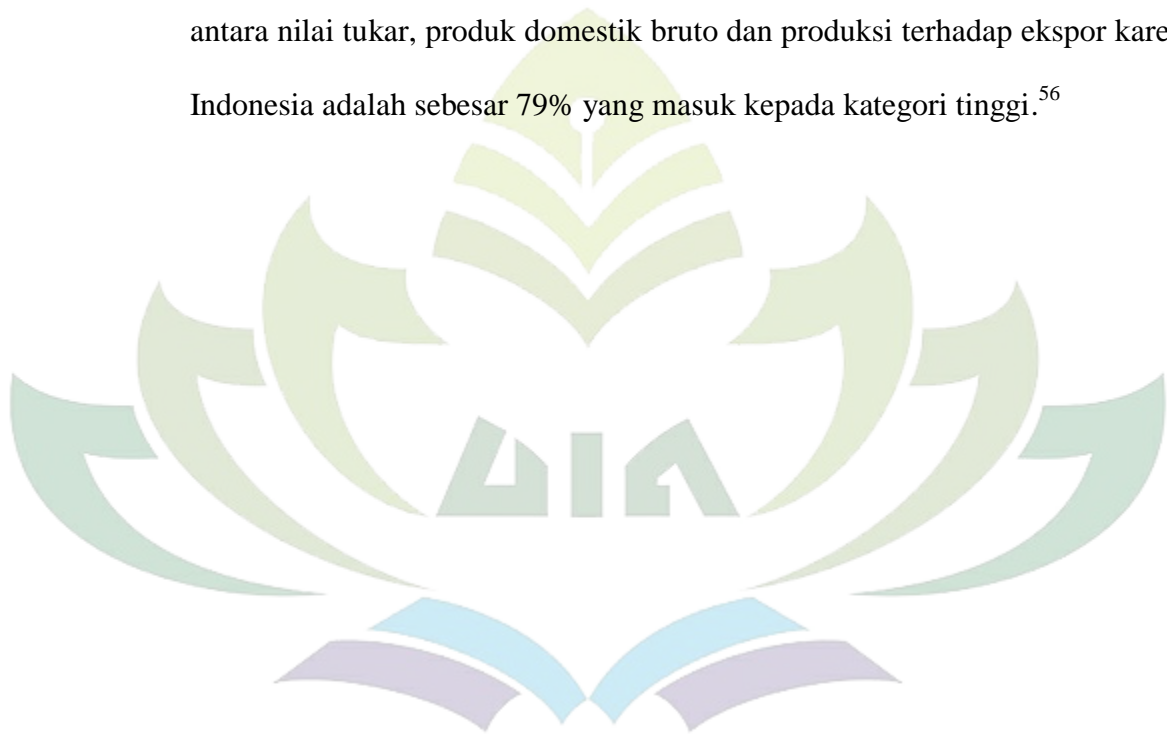 antara nilai tukar, produk domestik bruto dan produksi terhadap ekspor kare
Indonesia adalah sebesar 79% yang masuk kepada kategori tinggi.56
UIN